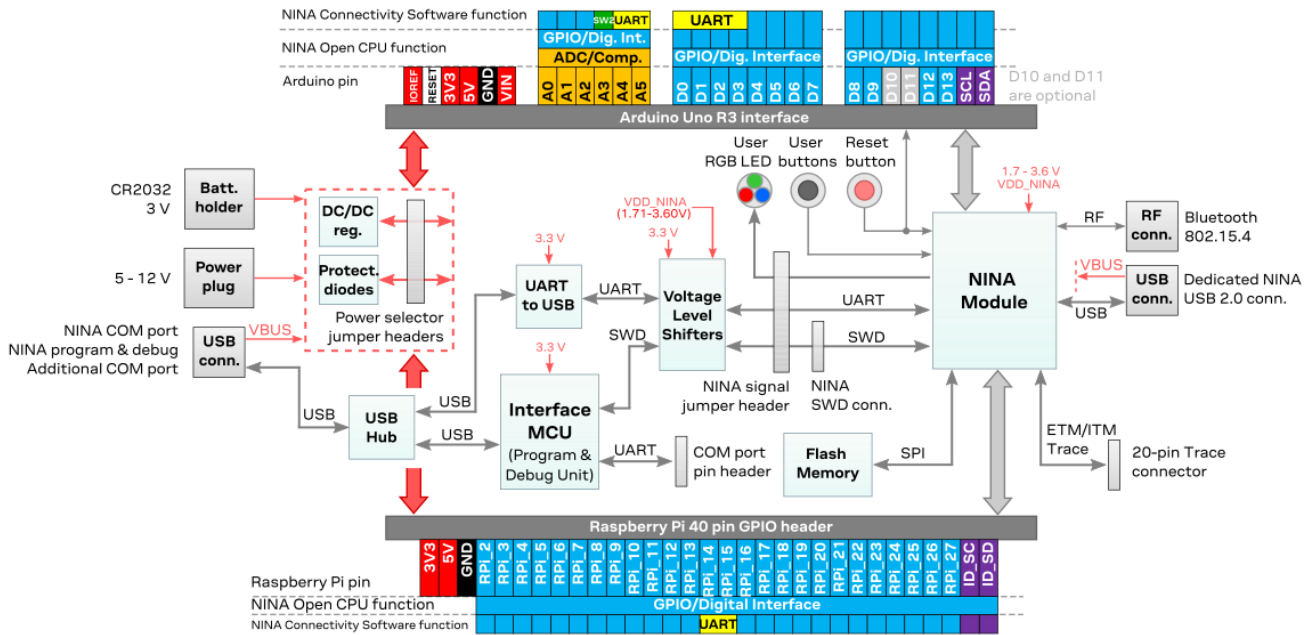 NINA Connectivity Software function
SW2 UART
UART
NINA Open CPU function
GPIO/Dig. Int.
GPIO/Dig. Interface
GPIO/Dig. Interface
ADC/Comp.
Arduino pin
IOREF RESET 3V3 5V GND VIN
A0 A1 A2 A3 A4 A5
D0 D1 D2 D3 D4 D5 D6 D7
D8 D9 D10 D11 D12 D13 SCL SDA
D10 and D11
are optional
Arduino Uno R3 interface
User
RGB LED
User
buttons
Reset
button
1.7 - 3.6 V
VDD_NINA
CR2032
3 V
Batt.
holder
DC/DC
reg.
VDD_NINA
(1.71-3.60V)
3.3 V
3.3 V
RF
RF
conn.
Bluetooth
802.15.4
5 - 12 V
Power
plug
Protect.
diodes
Power selector
jumper headers
UART
to USB
UART
Voltage
Level
Shifters
UART
NINA
Module
VBUS
USB
USB
conn.
Dedicated NINA
USB 2.0 conn.
NINA COM port
NINA program & debug
Additional COM port
USB
conn.
VBUS
SWD
SWD
3.3 V
NINA signal
jumper header
NINA
SWD conn.
USB
USB
Hub
USB
USB
Interface
MCU
(Program &
Debug Unit)
UART
COM port
pin header
Flash
Memory
SPI
ETM/ITM
Trace
20-pin Trace
connector
Raspberry Pi 40 pin GPIO header
Raspberry Pi pin
3V3 5V GND RPi_2 RPi_3 RPi_4 RPi_5 RPi_6 RPi_7 RPi_8 RPi_9 RPi_10 RPi_11 RPi_12 RPi_13 RPi_14 RPi_15 RPi_16 RPi_17 RPi_18 RPi_19 RPi_20 RPi_21 RPi_22 RPi_23 RPi_24 RPi_25 RPi_26 RPi_27 ID_SC ID_SD
NINA Open CPU function
GPIO/Digital Interface
NINA Connectivity Software function
UART